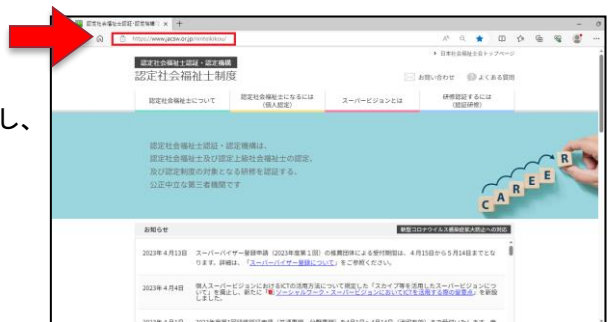 認定社会福祉士認証・認定機構
https://www.jacsw.or.jp/ninteikikou/
日本社会福祉士会トップページ
認定社会福祉士認証・認定機構
認定社会福祉士制度
お問い合わせ
よくある質問
認定社会福祉士について
認定社会福祉士になるには
(個人認定)
スーパービジョンとは
研修認証するには
(認証研修)
し、
認定社会福祉士認証・認定機構は、
認定社会福祉士及び認定上級社会福祉士の認定、
及び認定制度の対象となる研修を認証する、
公正中立な第三者機関です
CAREER
お知らせ
新型コロナウイルス感染症拡大防止への対応
2023年4月13日 スーパーバイザー登録申請(2023年度第1回)の推薦団体による受付期間は、4月15日から5月14日までとな
ります。詳細は、「スーパーバイザー登録について」をご参照ください。
2023年4月4日 個人スーパービジョンにおけるICTの活用方法について規定した「スカイプ等を活用したスーパービジョンにつ
いて」を廃止し、新たに「ソーシャルワーク・スーパービジョンにおいてICTを活用する際の留意点」を新設
しました。